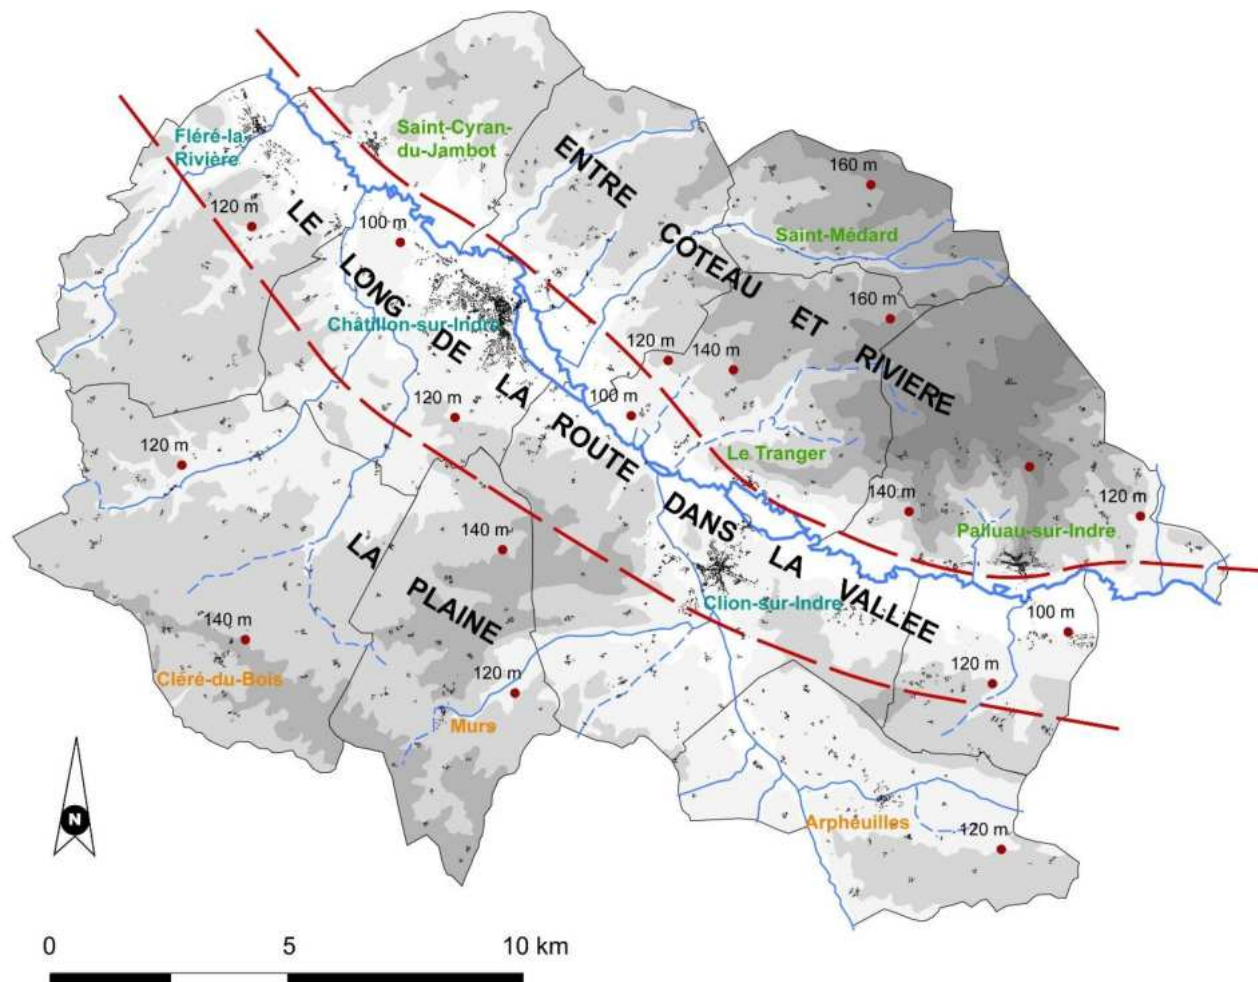 Fléré-la-
Rivière
Saint-Cyran-
du-Jambot
ENTRE COTEAU ET RIVIERE
160 m
Saint-Médard
120 m
100 m
LE LONG DE LA ROUTE DANS LA VALLEE
160 m
Châtillon-sur-Indre
120 m
140 m
100 m
120 m
120 m
Le Tranger
140 m
120 m
Palluau-sur-Indre
LA PLAINE
140 m
Clion-sur-Indre
140 m
100 m
Cléré-du-Bois
120 m
120 m
Murs
Arpheuilles
120 m
N
0 5 10 km